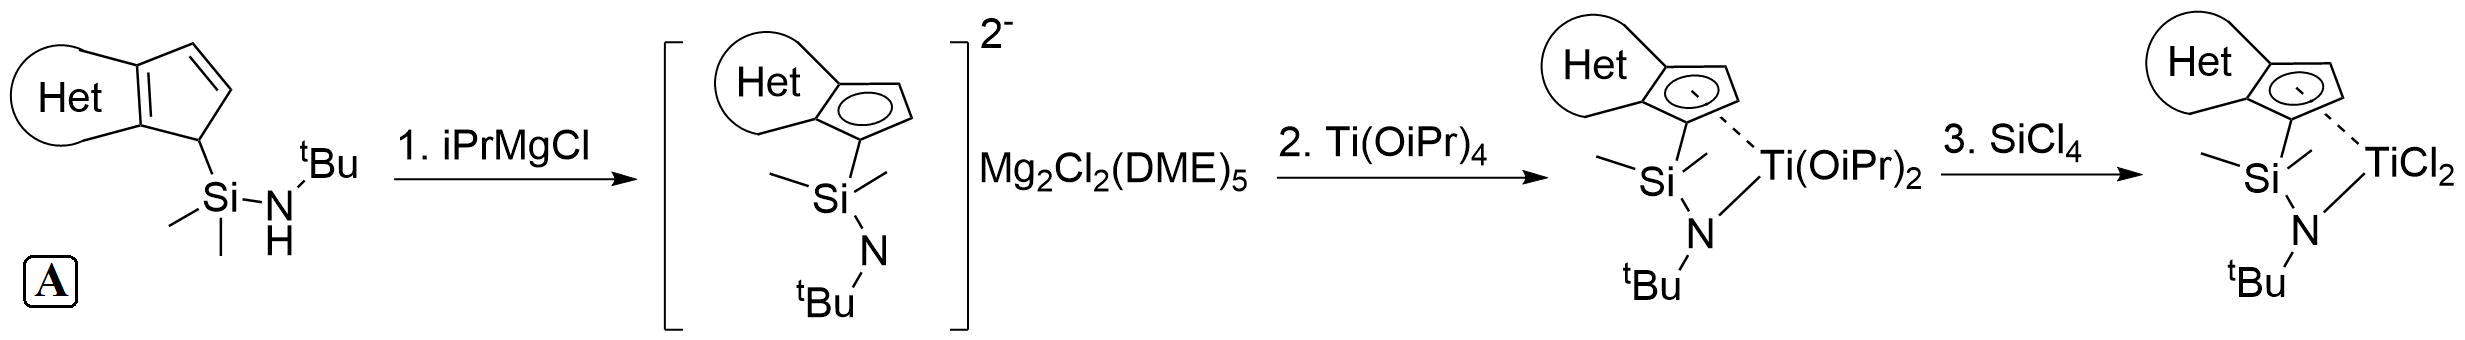 Het
Si
N
H
tBu
A
1. iPrMgCl
Het
Si
N
tBu
2-
Mg2Cl2(DME)5
2. Ti(OiPr)4
Het
Si
N
tBu
Ti(OiPr)2
3. SiCl4
Het
Si
N
tBu
TiCl2